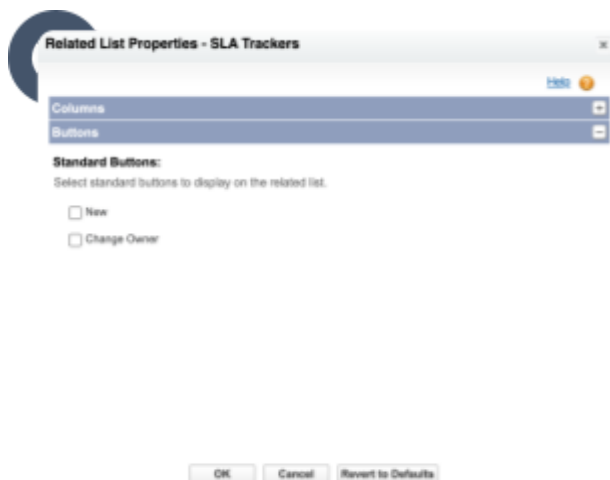 Related List Properties - SLA Trackers
Help
Columns
Buttons
Standard Buttons:
Select standard buttons to display on the related list.
New
Change Owner
OK Cancel Revert to Defaults